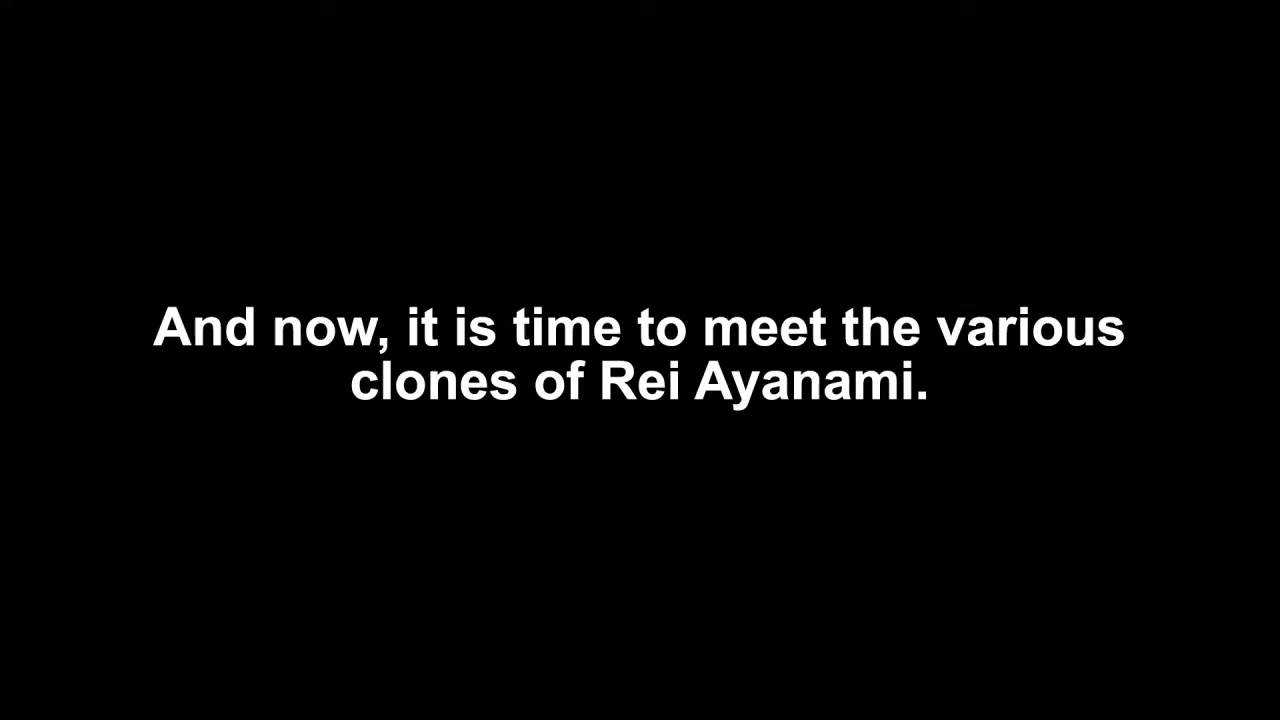 And now, it is time to meet the various
clones of Rei Ayanami.